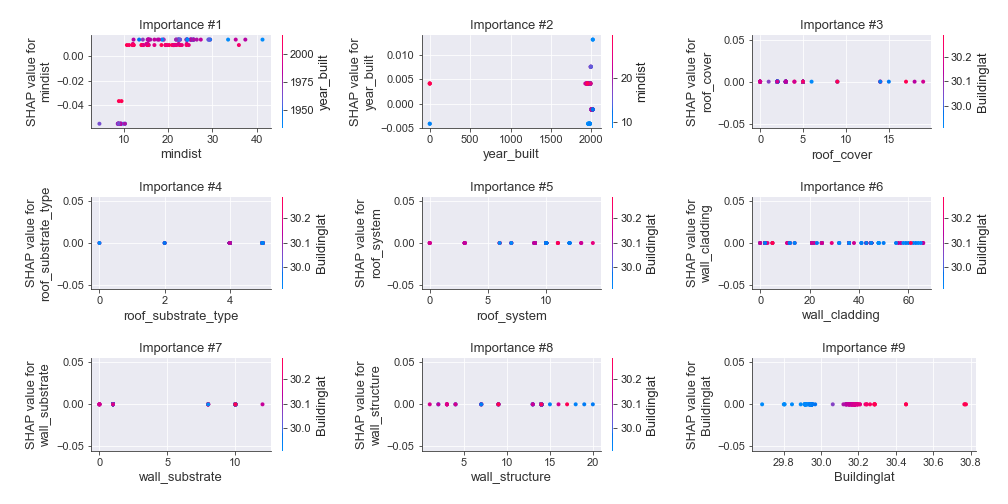 Importance #1
SHAP value for
mindist
0.00
−0.02
−0.04
10
20
30
40
mindist
2000
1975
1950
year_built
Importance #2
SHAP value for
year_built
0.010
0.005
0.000
−0.005
0
500
1000
1500
2000
year_built
20
10
mindist
Importance #3
SHAP value for
roof_cover
0.05
0.00
−0.05
0
5
10
15
roof_cover
30.2
30.1
30.0
Buildinglat
Importance #4
SHAP value for
roof_substrate_type
0.05
0.00
−0.05
0
2
4
roof_substrate_type
30.2
30.1
30.0
Buildinglat
Importance #5
SHAP value for
roof_system
0.05
0.00
−0.05
0
5
10
roof_system
30.2
30.1
30.0
Buildinglat
Importance #6
SHAP value for
wall_cladding
0.05
0.00
−0.05
0
20
40
60
wall_cladding
30.2
30.1
30.0
Buildinglat
Importance #7
SHAP value for
wall_substrate
0.05
0.00
−0.05
0
5
10
wall_substrate
30.2
30.1
30.0
Buildinglat
Importance #8
SHAP value for
wall_structure
0.05
0.00
−0.05
5
10
15
20
wall_structure
30.2
30.1
30.0
Buildinglat
Importance #9
SHAP value for
Buildinglat
0.05
0.00
−0.05
29.8
30.0
30.2
30.4
30.6
30.8
Buildinglat